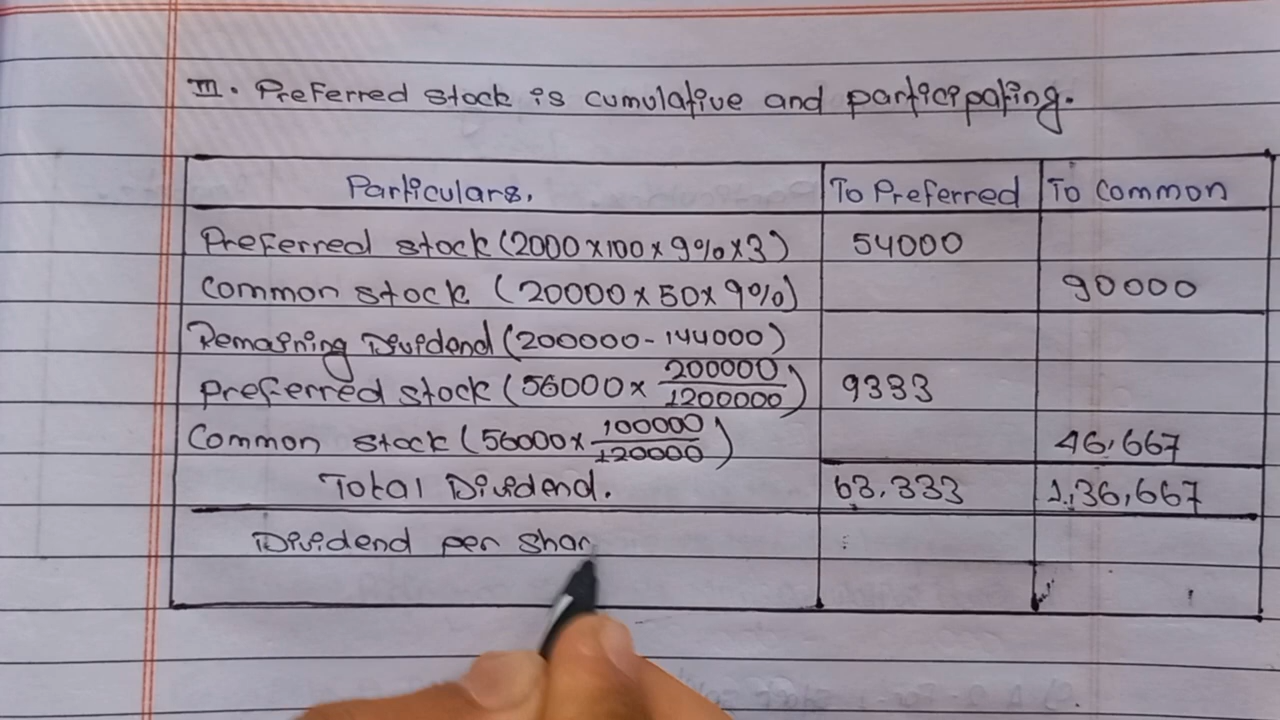 III. Preferred stock is cumulative and participating.
Particulars. To Preferred To Common
Preferred stock (2000×100×9%×3) 54000
Common stock (20000×50×9%) 90000
Remaining Dividend (200000-144000)
Preferred stock (56000× 200000/1200000) 9333
Common stock (56000× 100000/120000) 46,667
Total Dividend. 63,333 1,36,667
Dividend per shar